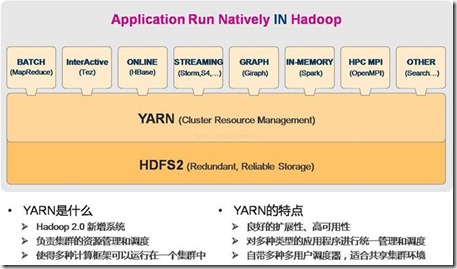 Application Run Natively IN Hadoop
BATCH
(MapReduce)
InterActive
(Tez)
ONLINE
(HBase)
STREAMING
(Storm,S4,...)
GRAPH
(Giraph)
IN-MEMORY
(Spark)
HPC MPI
(OpenMPI)
OTHER
(Search...)
YARN (Cluster Resource Management)
HDFS2 (Redundant, Reliable Storage)
• YARN是什么
➢ Hadoop 2.0 新增系统
➢ 负责集群的资源管理和调度
➢ 使得多种计算框架可以运行在一个集群中
• YARN的特点
➢ 良好的扩展性、高可用性
➢ 对多种类型的应用程序进行统一管理和调度
➢ 自带多种多用户调度器，适合共享集群环境